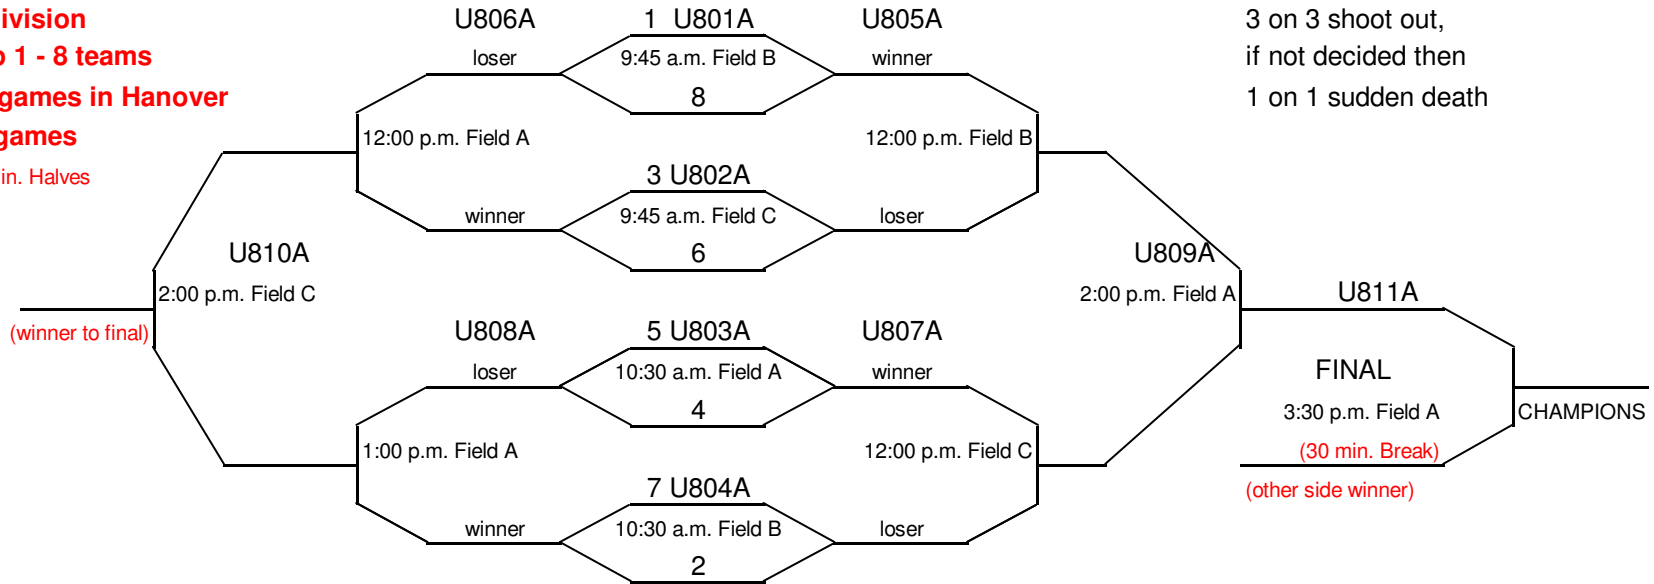 ivision
1 - 8 teams
games in Hanover
games
in. Halves
U806A
1 U801A
U805A
3 on 3 shoot out,
if not decided then
1 on 1 sudden death
loser
9:45 a.m. Field B
winner
8
12:00 p.m. Field A
12:00 p.m. Field B
3 U802A
winner
9:45 a.m. Field C
loser
6
U810A
2:00 p.m. Field C
(winner to final)
U809A
2:00 p.m. Field A
U811A
U808A
5 U803A
U807A
loser
10:30 a.m. Field A
winner
4
FINAL
3:30 p.m. Field A
CHAMPIONS
(30 min. Break)
(other side winner)
1:00 p.m. Field A
12:00 p.m. Field C
7 U804A
winner
10:30 a.m. Field B
loser
2